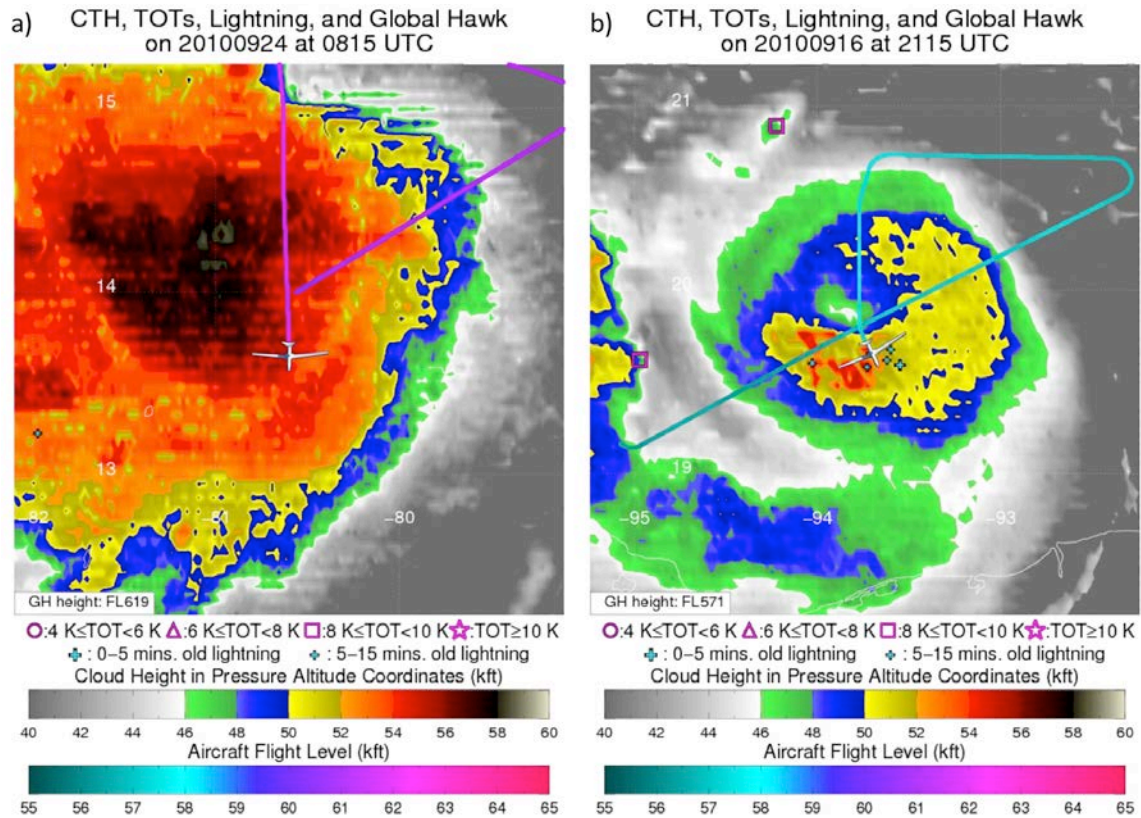 a)
CTH, TOTs, Lightning, and Global Hawk
on 20100924 at 0815 UTC
15
14
13
0
-82
-81
-80
GH height: FL619
:4 K≤TOT<6 K :6 K≤TOT<8 K :8 K≤TOT<10 K :TOT≥10 K
: 0-5 mins. old lightning : 5-15 mins. old lightning
Cloud Height in Pressure Altitude Coordinates (kft)
40 42 44 46 48 50 52 54 56 58 60
Aircraft Flight Level (kft)
55 56 57 58 59 60 61 62 63 64 65
b)
CTH, TOTs, Lightning, and Global Hawk
on 20100916 at 2115 UTC
21
20
19
-95
-94
-93
GH height: FL571
:4 K≤TOT<6 K :6 K≤TOT<8 K :8 K≤TOT<10 K :TOT≥10 K
: 0-5 mins. old lightning : 5-15 mins. old lightning
Cloud Height in Pressure Altitude Coordinates (kft)
40 42 44 46 48 50 52 54 56 58 60
Aircraft Flight Level (kft)
55 56 57 58 59 60 61 62 63 64 65